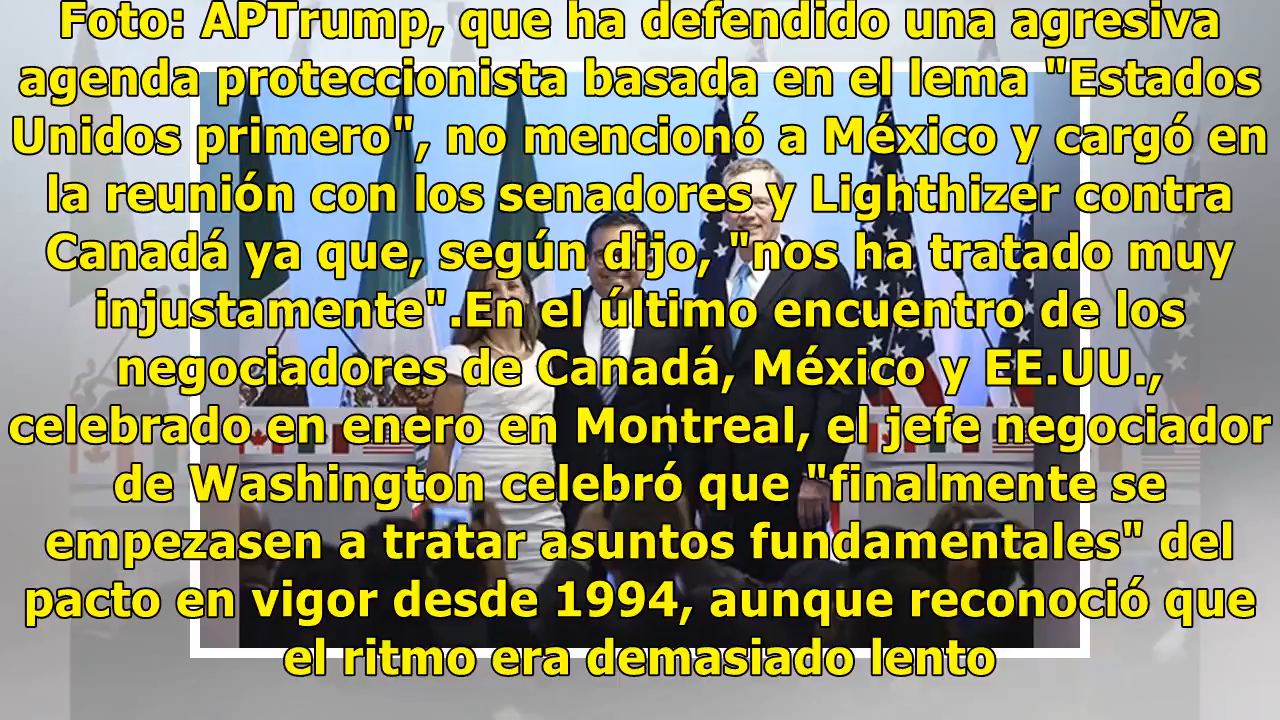 Foto: APTrump, que ha defendido una agresiva
agenda proteccionista basada en el lema "Estados
Unidos primero", no mencionó a México y cargó en
la reunión con los senadores y Lighthizer contra
Canadá ya que, según dijo, "nos ha tratado muy
injustamente".En el último encuentro de los
negociadores de Canadá, México y EE.UU.,
celebrado en enero en Montreal, el jefe negociador
de Washington celebró que "finalmente se
empezasen a tratar asuntos fundamentales" del
pacto en vigor desde 1994, aunque reconoció que
el ritmo era demasiado lento